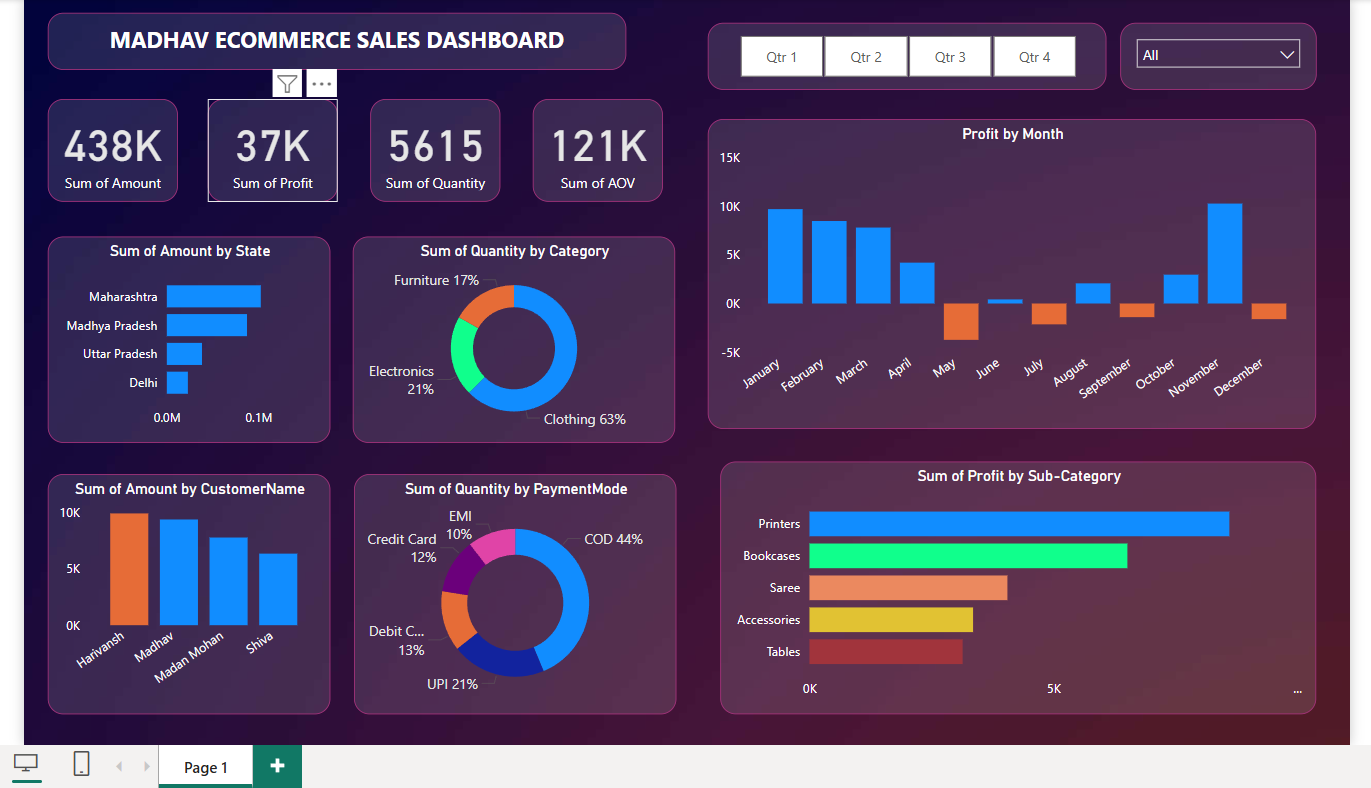 MADHAV ECOMMERCE SALES DASHBOARD
Qtr 1
Qtr 2
Qtr 3
Qtr 4
All
438K
Sum of Amount
37K
Sum of Profit
5615
Sum of Quantity
121K
Sum of AOV
Profit by Month
15K
10K
5K
0K
-5K
January
February
March
April
May
June
July
August
September
October
November
December
Sum of Amount by State
Maharashtra
Madhya Pradesh
Uttar Pradesh
Delhi
0.0M
0.1M
Sum of Quantity by Category
Furniture 17%
Electronics
21%
Clothing 63%
Sum of Amount by CustomerName
10K
5K
0K
Harivansh
Madhav
Madan Mohan
Shiva
Sum of Quantity by PaymentMode
EMI
10%
Credit Card
12%
COD 44%
Debit C...
13%
UPI 21%
Sum of Profit by Sub-Category
Printers
Bookcases
Saree
Accessories
Tables
0K
5K
...
Page 1